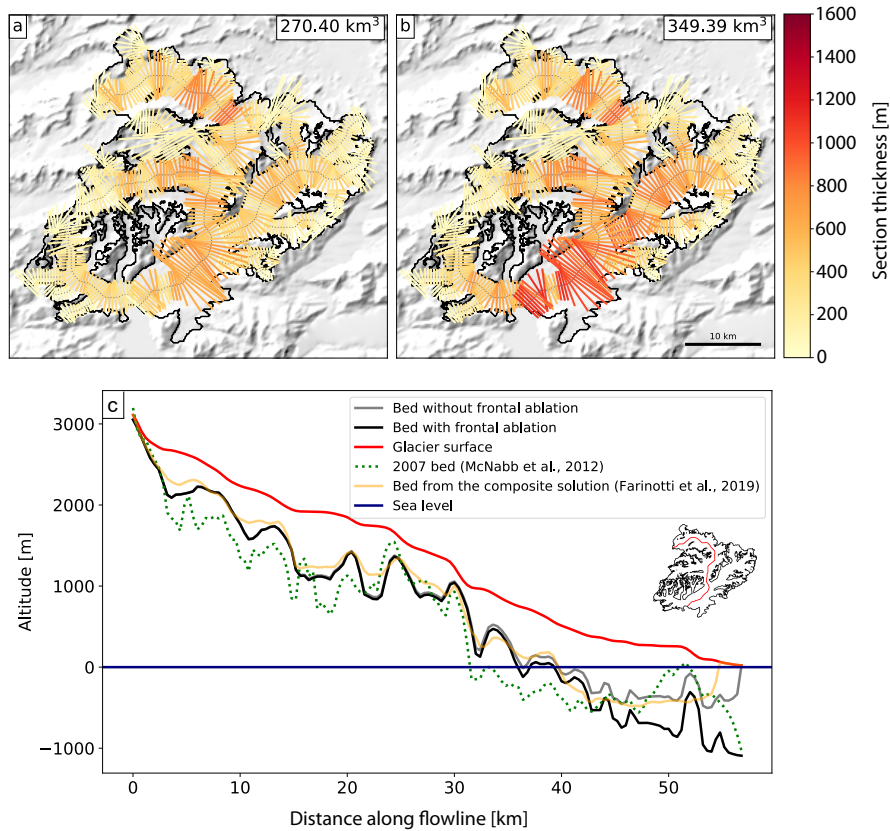 a
270.40 km³
b
349.39 km³
10 km
1600
1400
1200
1000
800
600
400
200
0
Section thickness [m]
c
Bed without frontal ablation
Bed with frontal ablation
Glacier surface
2007 bed (McNabb et al., 2012)
Bed from the composite solution (Farinotti et al., 2019)
Sea level
3000
2000
1000
0
−1000
Altitude [m]
0
10
20
30
40
50
Distance along flowline [km]